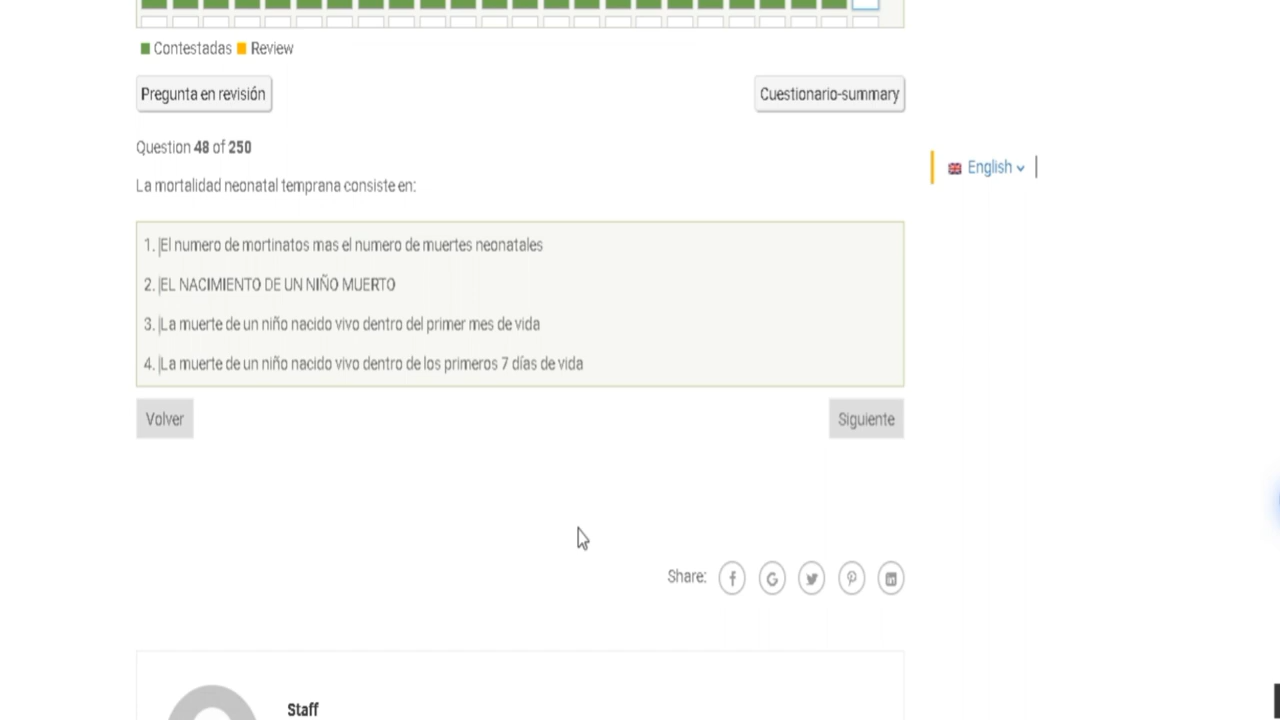 Contestadas Review
Pregunta en revisión
Cuestionario-summary
Question 48 of 250
English
La mortalidad neonatal temprana consiste en:
1. El numero de mortinatos mas el numero de muertes neonatales
2. EL NACIMIENTO DE UN NIÑO MUERTO
3. La muerte de un niño nacido vivo dentro del primer mes de vida
4. La muerte de un niño nacido vivo dentro de los primeros 7 días de vida
Volver
Siguiente
Share:
Staff